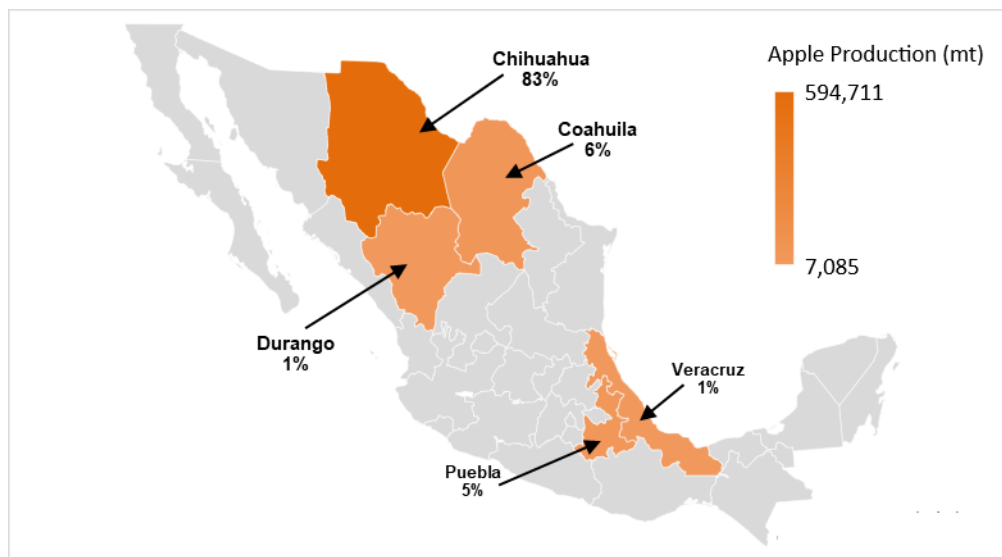 Chihuahua
83%
Apple Production (mt)
594,711
Coahuila
6%
7,085
Durango
1%
Veracruz
1%
Puebla
5%